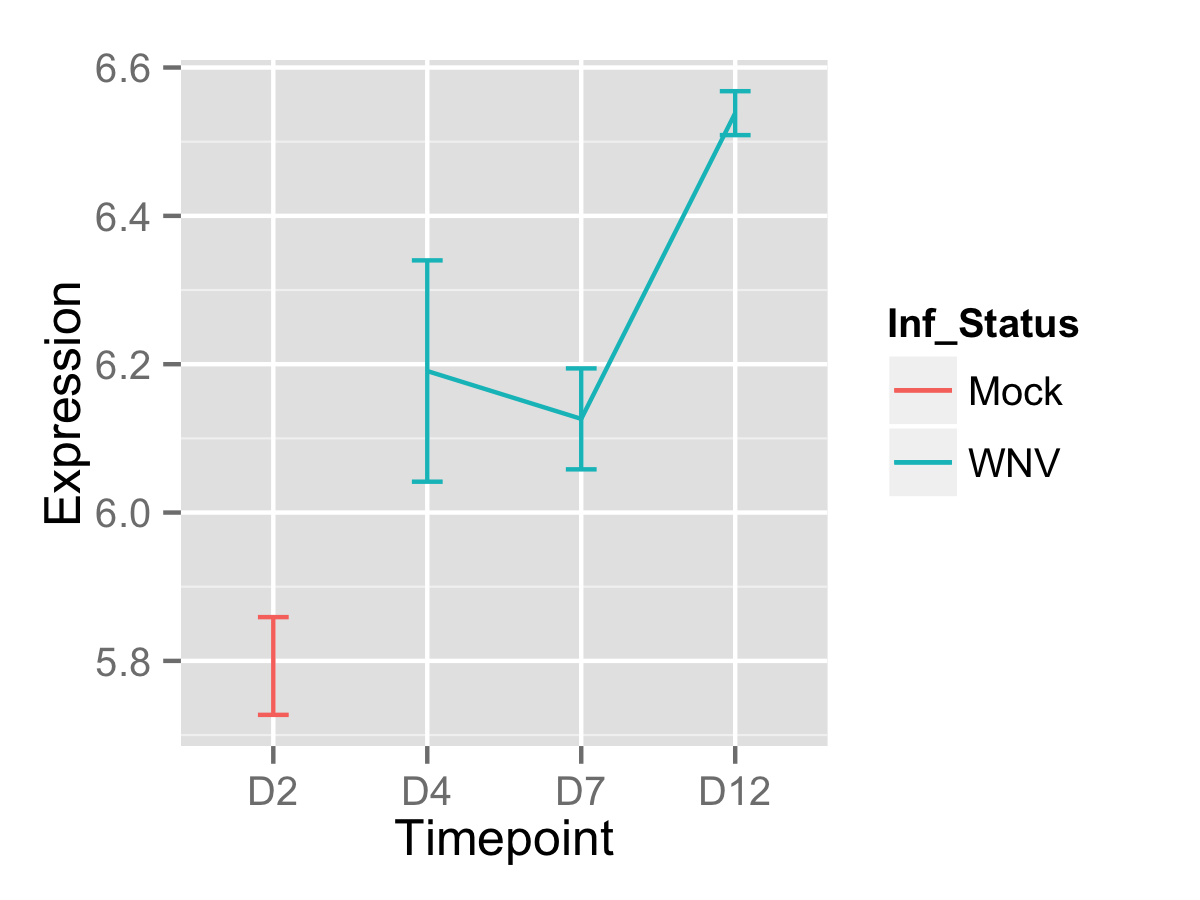 6.6
6.4
6.2
6.0
5.8
Expression
D2 D4 D7 D12
Timepoint
Inf_Status
Mock
WNV